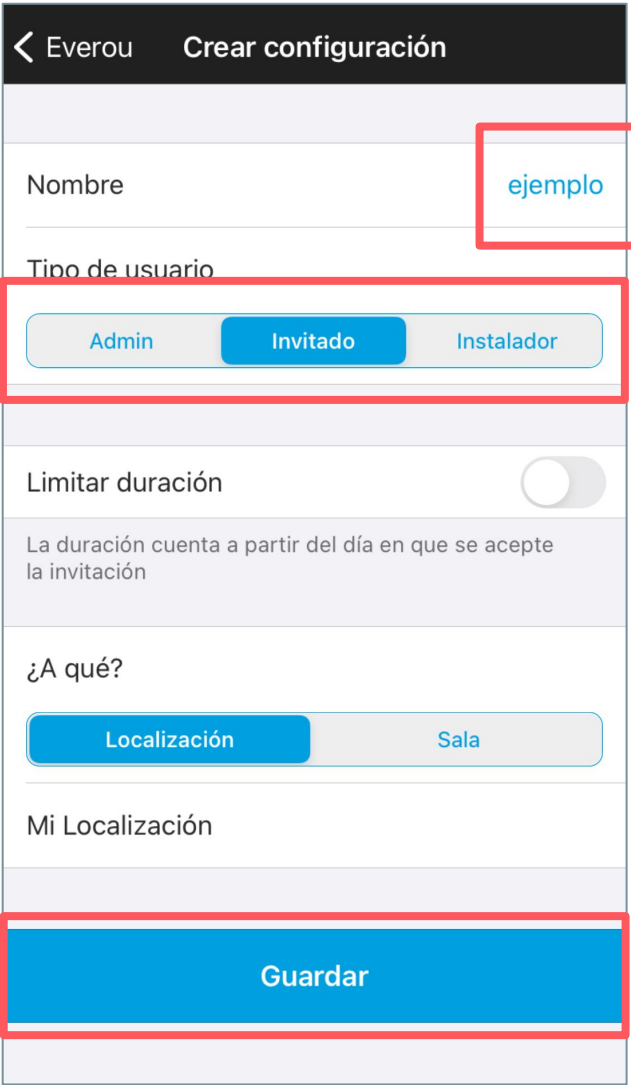 Everou Crear configuración
Nombre ejemplo
Tipo de usuario
Admin Invitado Instalador
Limitar duración
La duración cuenta a partir del día en que se acepte
la invitación
¿A qué?
Localización Sala
Mi Localización
Guardar